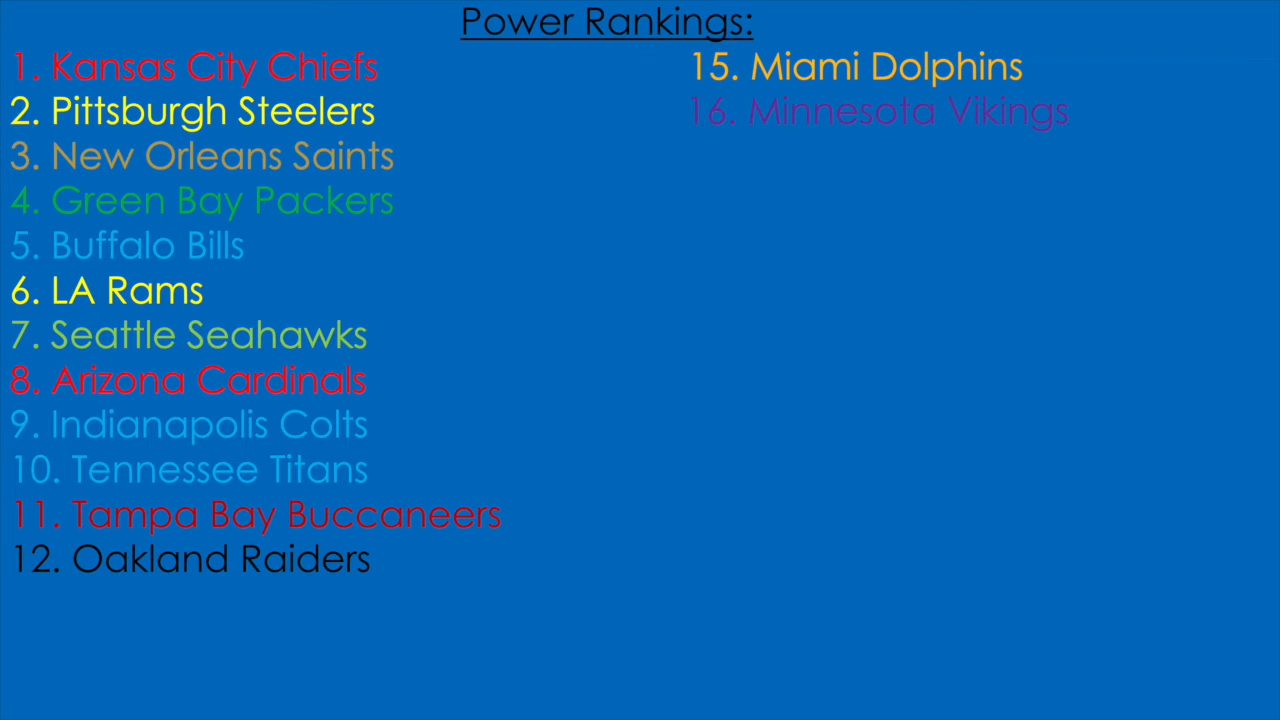 Power Rankings:
1. Kansas City Chiefs
2. Pittsburgh Steelers
3. New Orleans Saints
4. Green Bay Packers
5. Buffalo Bills
6. LA Rams
7. Seattle Seahawks
8. Arizona Cardinals
9. Indianapolis Colts
10. Tennessee Titans
11. Tampa Bay Buccaneers
12. Oakland Raiders
15. Miami Dolphins
16. Minnesota Vikings